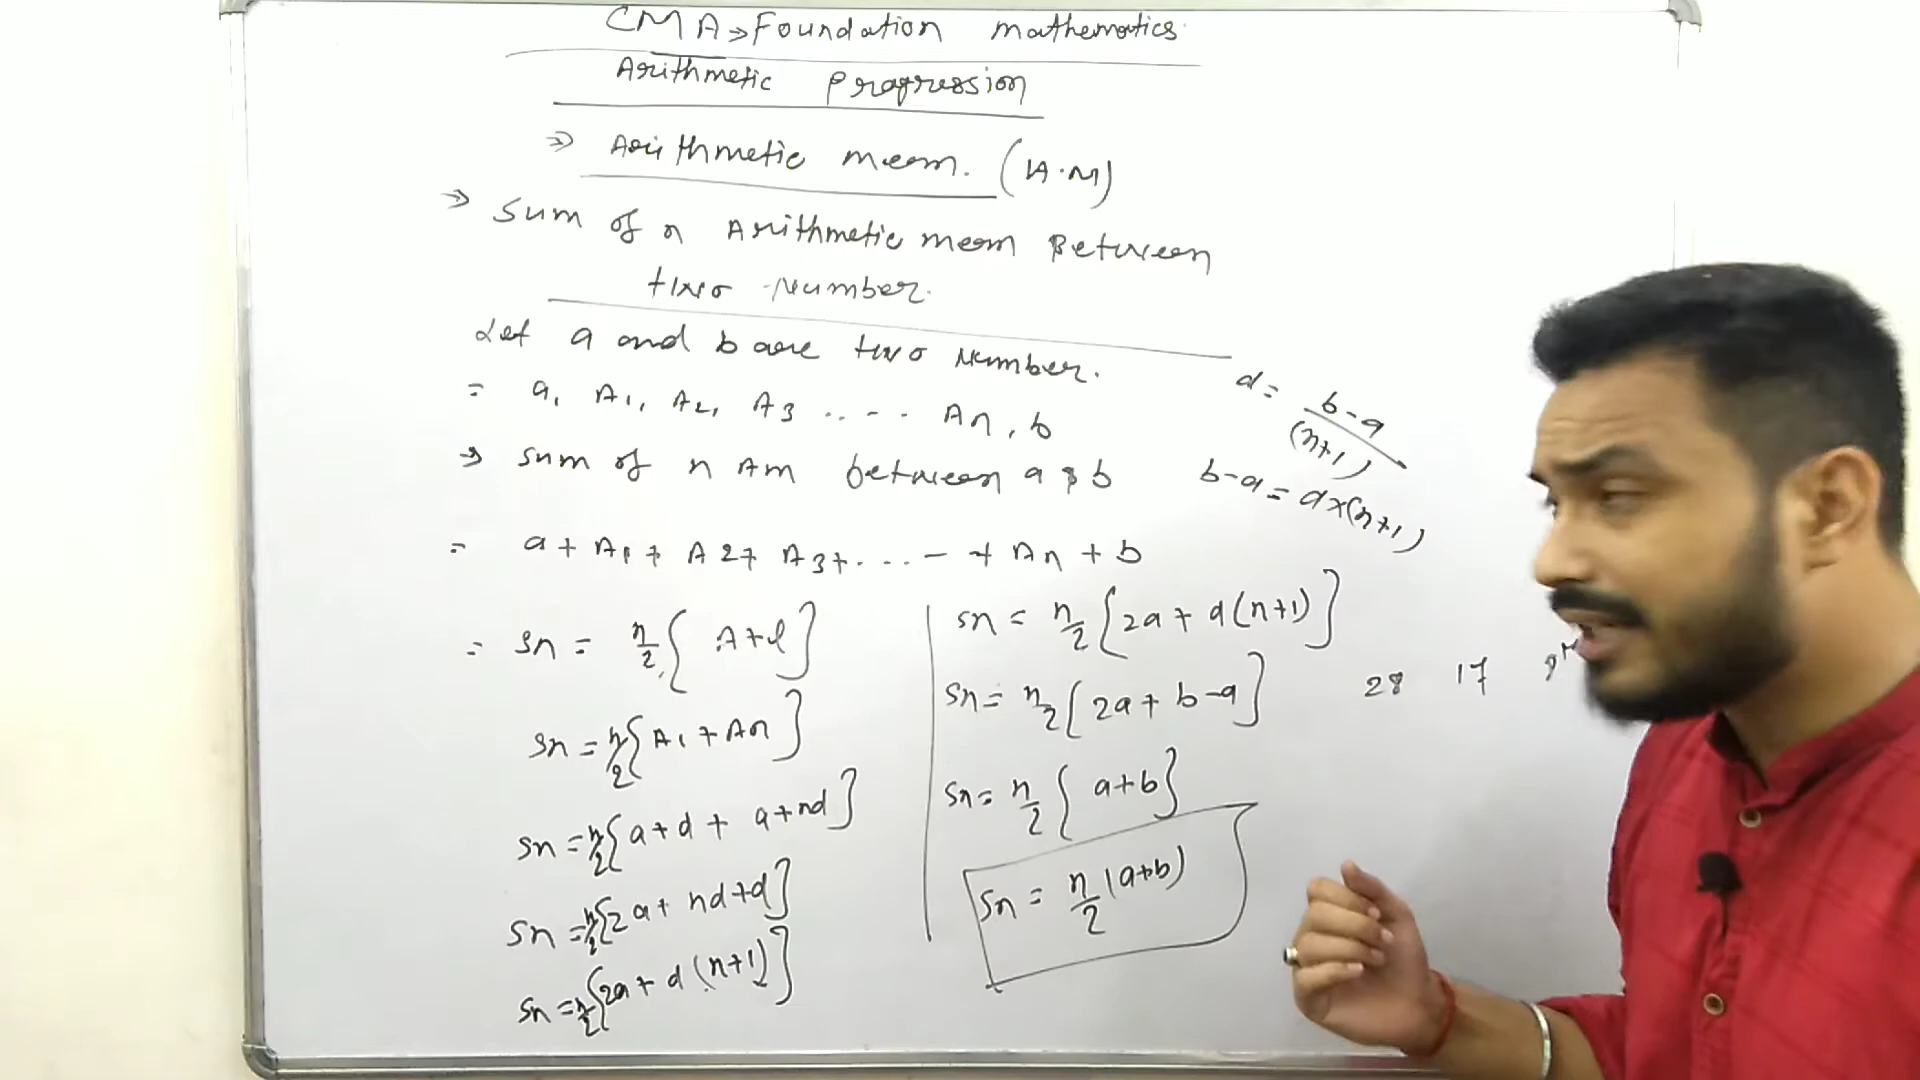 CMA → Foundation mathematics
Arithmetic Progression
⇒ Arithmetic mean. (A.M)
⇒ Sum of n Arithmetic mean Between
two Number.
Let a and b are two Number.
= a, A1, A2, A3 ..--. An, b
→ sum of n Am between a & b
= a + A1 + A2+ A3+. ... - + An + b
= Sn = n/2 { A+l ]
Sn = n/2 { A1 + An ]
Sn = n/2 { a+d + a+nd ]
Sn = n/2 { 2a + nd+d ]
Sn = n/2 { 2a + d (n+1) ]
d = b-a / (n+1)
b-a = d×(n+1)
Sn = n/2 [ 2a + d(n+1) ]
Sn = n/2 [ 2a + b-a ]
Sn = n/2 { a+b }
Sn = n/2 (a+b)
28 17